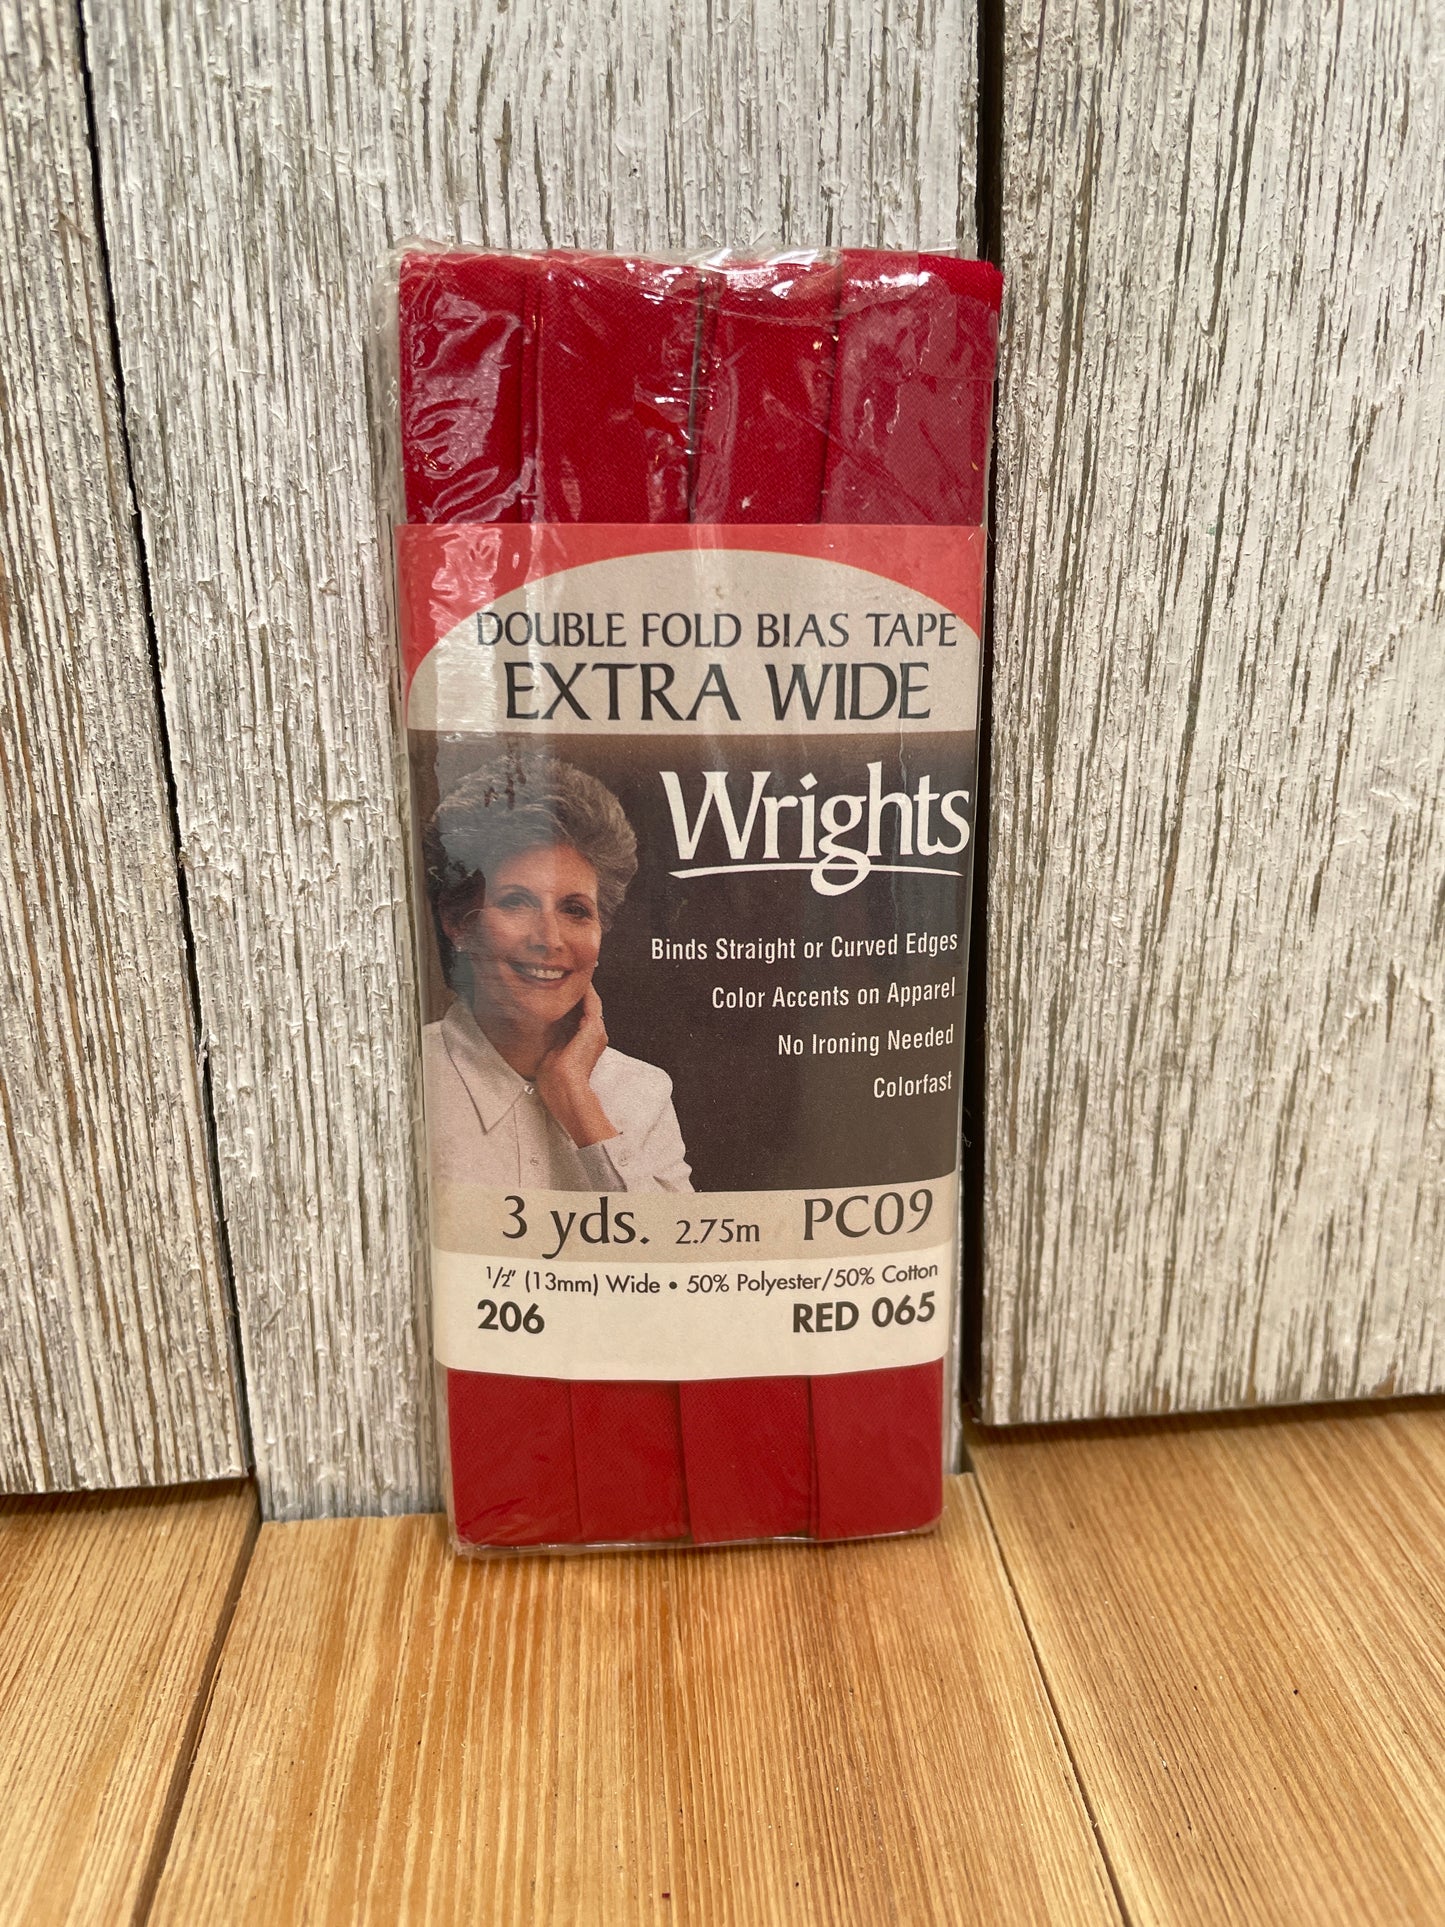 DOUBLE FOLD BIAS TAPE
EXTRA WIDE
Wrights
Binds Straight or Curved Edges
Color Accents on Apparel
No Ironing Needed
Colorfast
3 yds. 2.75m PC09
1/2" (13mm) Wide • 50% Polyester/50% Cotton
206 RED 065